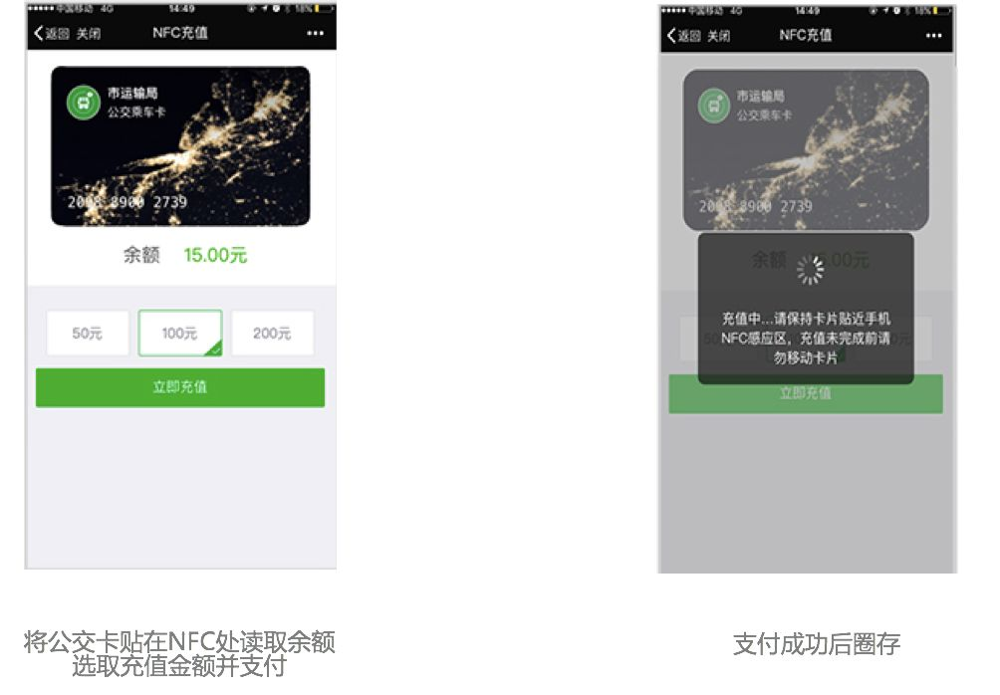 中国移动 4G 14:49 18%
返回 关闭 NFC充值
市运输局
公交乘车卡
2008 8900 2739
余额 15.00元
50元 100元 200元
立即充值
将公交卡贴在NFC处读取余额
选取充值金额并支付
中国移动 4G 14:49 18%
返回 关闭 NFC充值
市运输局
公交乘车卡
2008 8900 2739
余额 15.00元
充值中...请保持卡片贴近手机
NFC感应区，充值未完成前请
勿移动卡片
立即充值
支付成功后圈存